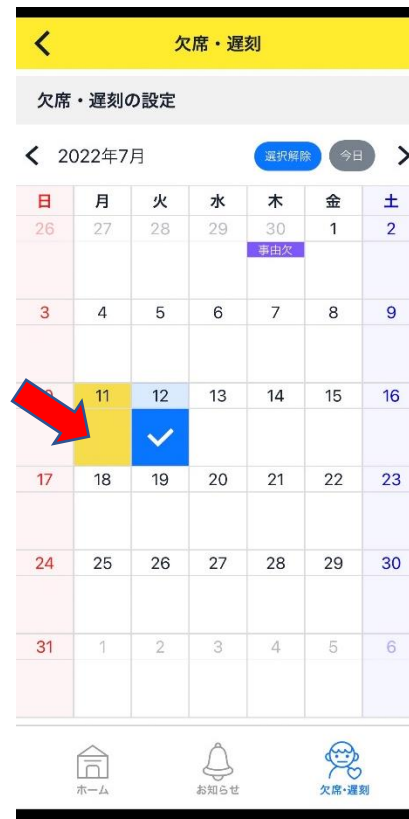 欠席・遅刻
欠席・遅刻の設定
2022年7月 選択解除 今日
日 月 火 水 木 金 土
26 27 28 29 30 1 2
事由欠
3 4 5 6 7 8 9
11 12 13 14 15 16
17 18 19 20 21 22 23
24 25 26 27 28 29 30
31 1 2 3 4 5 6
ホーム お知らせ 欠席・遅刻